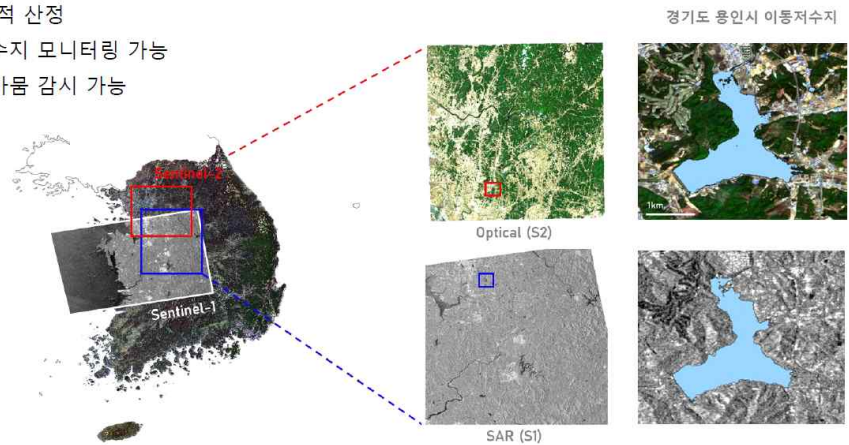 적 산정
수지 모니터링 가능
가뭄 감시 가능
경기도 용인시 이동저수지
Sentinel-2
Sentinel-1
1km
Optical (S2)
SAR (S1)